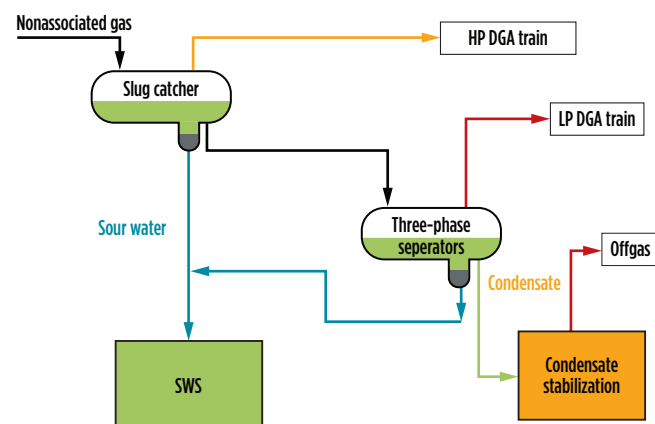 Nonassociated gas
HP DGA train
Slug catcher
LP DGA train
Sour water
Three-phase
seperators
Offgas
Condensate
SWS
Condensate
stabilization